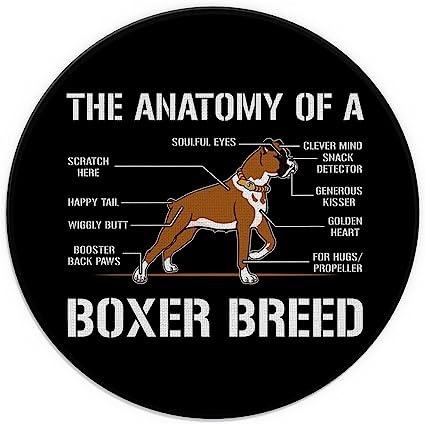 THE ANATOMY OF A
SOULFUL EYES
CLEVER MIND
SNACK
DETECTOR
SCRATCH
HERE
GENEROUS
KISSER
HAPPY TAIL
GOLDEN
HEART
WIGGLY BUTT
BOOSTER
BACK PAWS
FOR HUGS/
PROPELLER
BOXER BREED